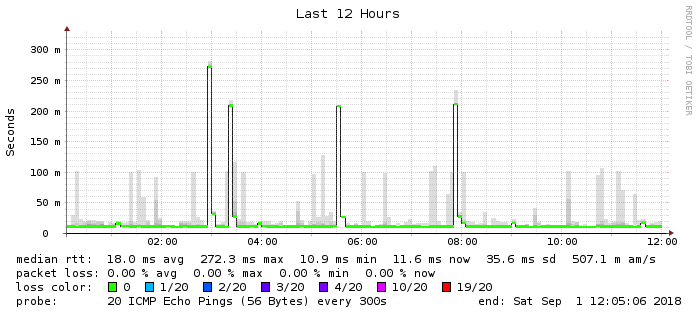 Last 12 Hours
RRDTOOL / TOBI OETIKER
Seconds
300 m
250 m
200 m
150 m
100 m
50 m
0
02:00 04:00 06:00 08:00 10:00 12:00
median rtt: 18.0 ms avg 272.3 ms max 10.9 ms min 11.6 ms now 35.6 ms sd 507.1 m am/s
packet loss: 0.00 % avg 0.00 % max 0.00 % min 0.00 % now
loss color: 0 1/20 2/20 3/20 4/20 10/20 19/20
probe: 20 ICMP Echo Pings (56 Bytes) every 300s end: Sat Sep 1 12:05:06 2018